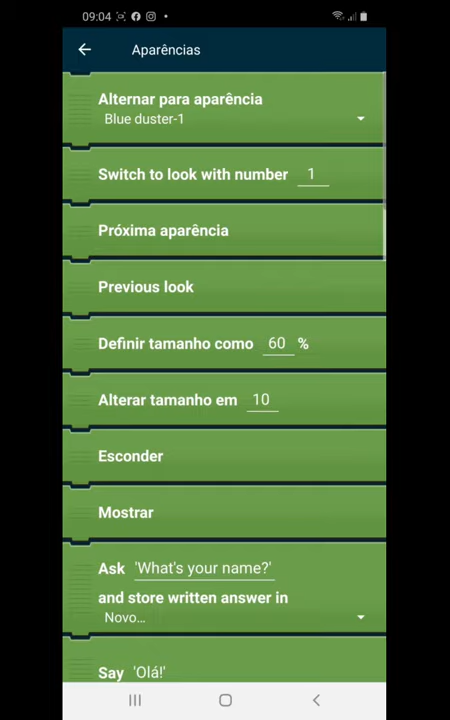 09:04
Aparências
Alternar para aparência
Blue duster-1
Switch to look with number 1
Próxima aparência
Previous look
Definir tamanho como 60 %
Alterar tamanho em 10
Esconder
Mostrar
Ask 'What's your name?'
and store written answer in
Novo...
Say 'Olá!'